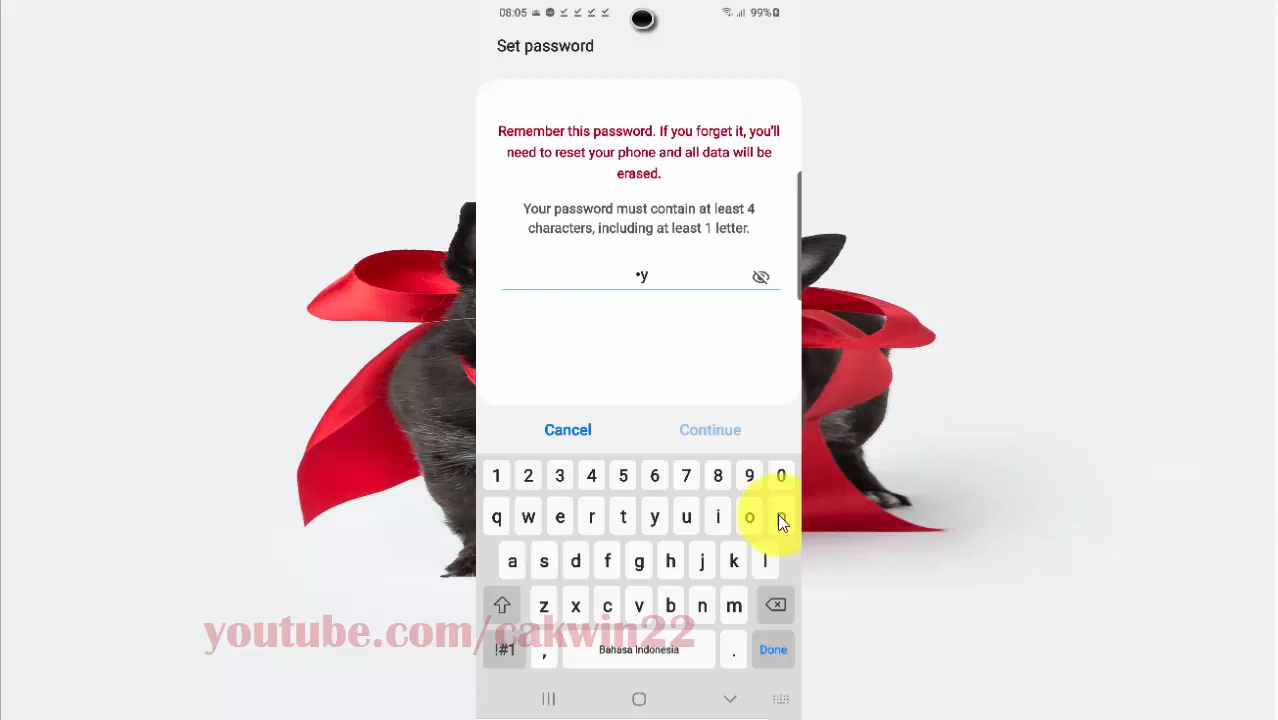 08:05 99%
Set password
Remember this password. If you forget it, you'll
need to reset your phone and all data will be
erased.
Your password must contain at least 4
characters, including at least 1 letter.
•y
Cancel Continue
1 2 3 4 5 6 7 8 9 0
q w e r t y u i o p
a s d f g h j k l
z x c v b n m
youtube.com/cakwin22
!#1 , Bahasa Indonesia . Done